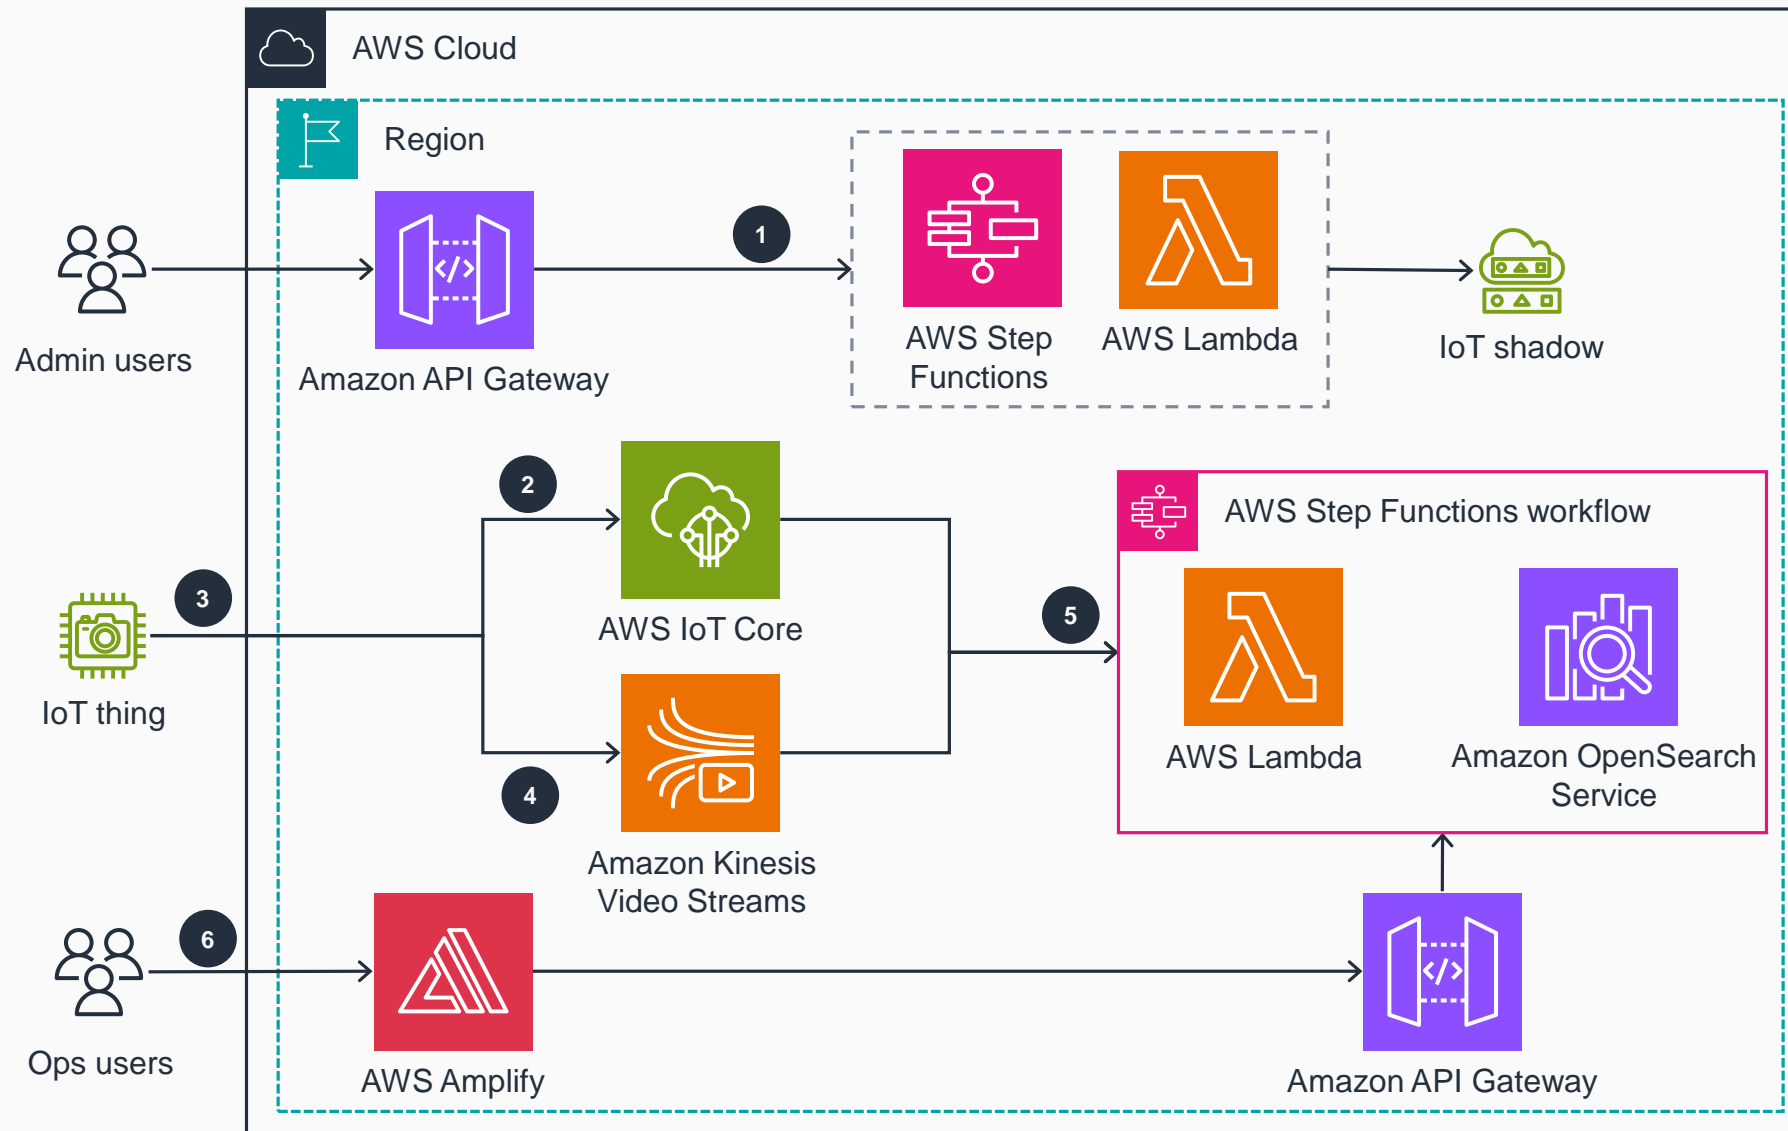 AWS Cloud
Region
1
AWS Step
Functions
AWS Lambda
Admin users
Amazon API Gateway
IoT shadow
2
AWS IoT Core
3
IoT thing
4
Amazon Kinesis
Video Streams
5
AWS Step Functions workflow
AWS Lambda
Amazon OpenSearch
Service
6
Ops users
AWS Amplify
Amazon API Gateway